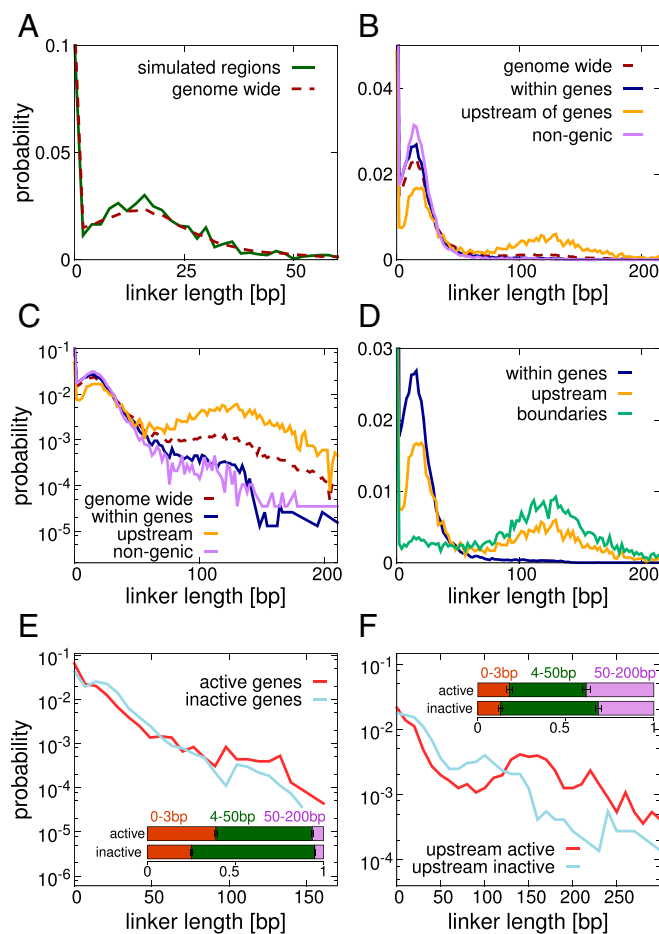 A
0.1
0.05
0
0
25
50
probability
linker length [bp]
simulated regions
genome wide
B
0.04
0.02
0
0
100
200
linker length [bp]
genome wide
within genes
upstream of genes
non-genic
C
10-1
10-2
10-3
10-4
10-5
0
100
200
probability
linker length [bp]
genome wide
within genes
upstream
non-genic
D
0.03
0.02
0.01
0
0
100
200
linker length [bp]
within genes
upstream
boundaries
E
10-1
10-2
10-3
10-4
10-5
10-6
0
50
100
150
probability
linker length [bp]
active genes
inactive genes
0-3bp 4-50bp 50-200bp
active
inactive
0
0.5
1
F
10-1
10-2
10-3
10-4
0
50
100
150
200
250
linker length [bp]
0-3bp 4-50bp 50-200bp
active
inactive
0
0.5
1
upstream active
upstream inactive